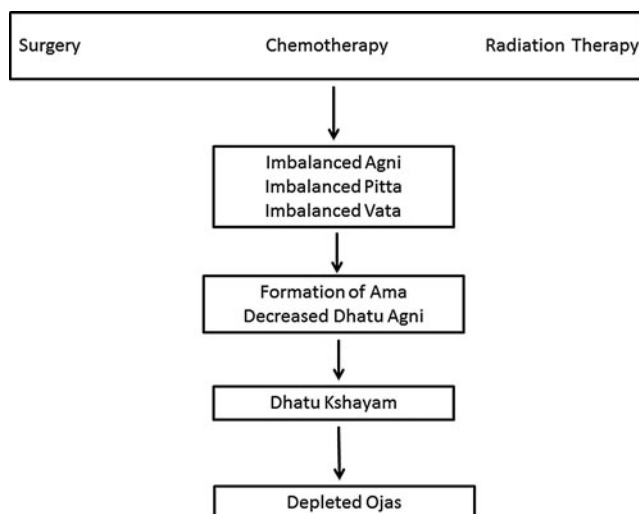 Surgery Chemotherapy Radiation Therapy
Imbalanced Agni
Imbalanced Pitta
Imbalanced Vata
Formation of Ama
Decreased Dhatu Agni
Dhatu Kshayam
Depleted Ojas